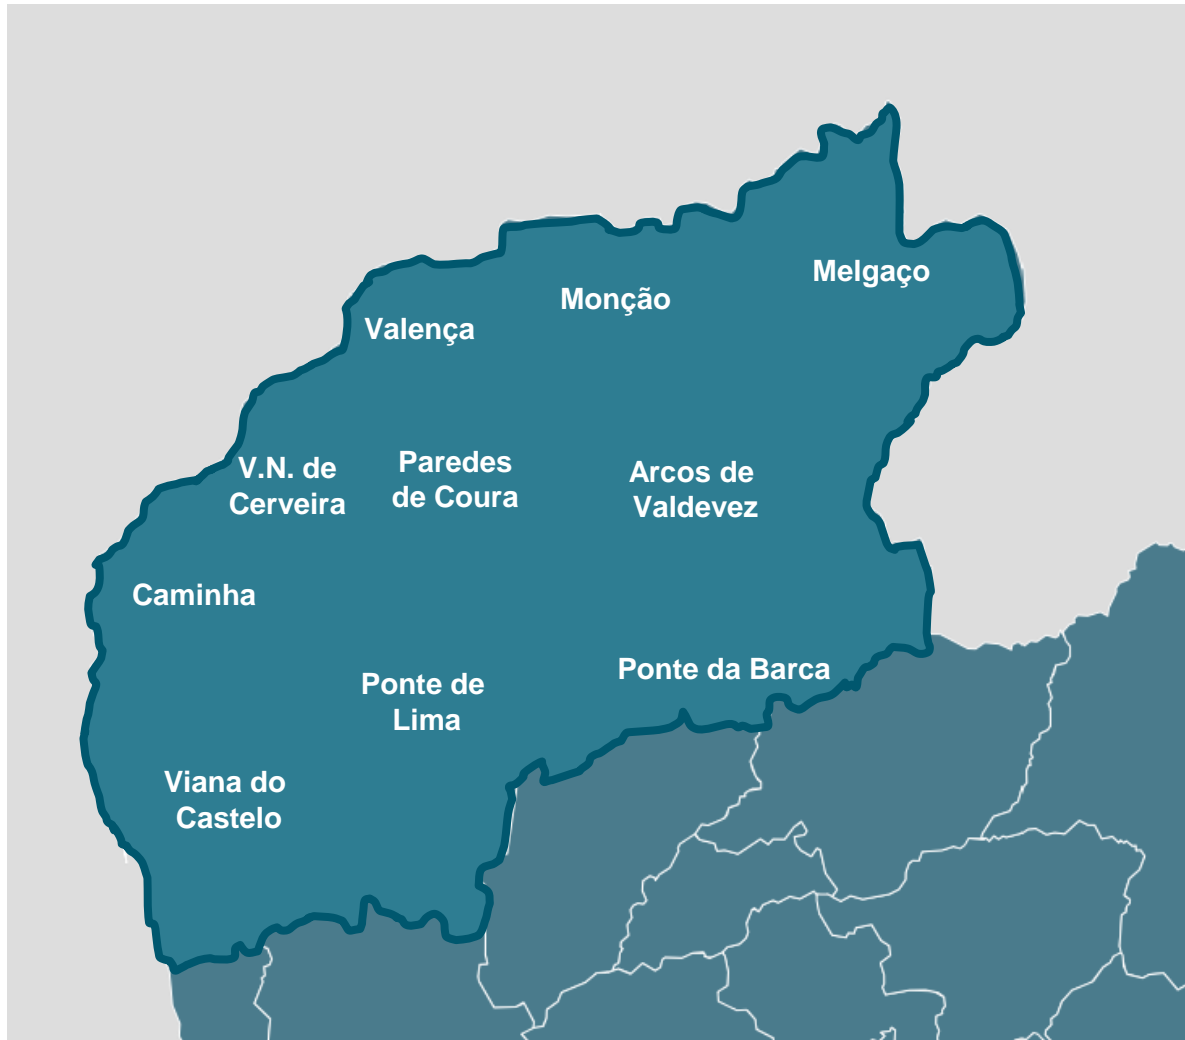 Melgaço
Monção
Valença
V.N. de
Cerveira
Paredes
de Coura
Arcos de
Valdevez
Caminha
Ponte de
Lima
Ponte da Barca
Viana do
Castelo